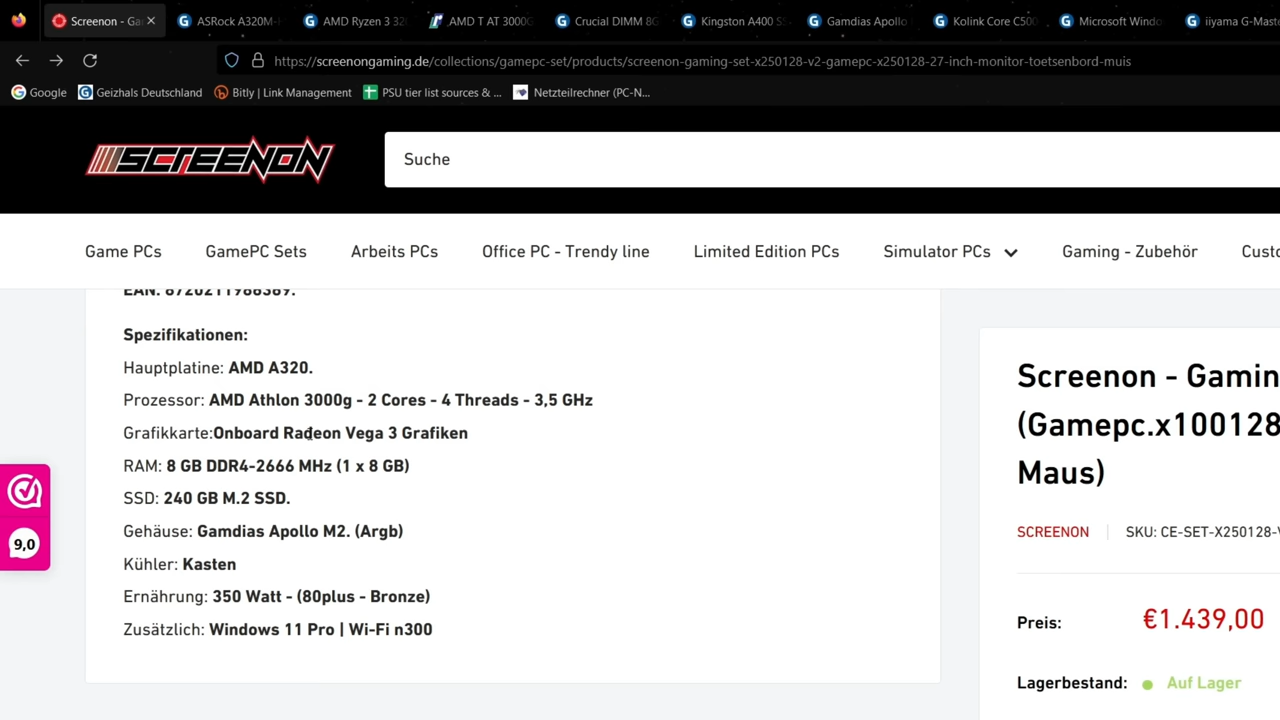 Screenon - Ga
ASRock A320M-
AMD Ryzen 3 32
AMD T AT 3000G
Crucial DIMM 8G
Kingston A400 S
Gamdias Apollo
Kolink Core C500
Microsoft Windo
iiyama G-Maste
https://screenongaming.de/collections/gamepc-set/products/screenon-gaming-set-x250128-v2-gamepc-x250128-27-inch-monitor-toetsenbord-muis
Google
Geizhals Deutschland
Bitly | Link Management
PSU tier list sources & ...
Netzteilrechner (PC-N...
SCREENON
Suche
Game PCs
GamePC Sets
Arbeits PCs
Office PC - Trendy line
Limited Edition PCs
Simulator PCs
Gaming - Zubehör
Custo
Spezifikationen:
Hauptplatine: AMD A320.
Prozessor: AMD Athlon 3000g - 2 Cores - 4 Threads - 3,5 GHz
Grafikkarte:Onboard Radeon Vega 3 Grafiken
RAM: 8 GB DDR4-2666 MHz (1 x 8 GB)
SSD: 240 GB M.2 SSD.
Gehäuse: Gamdias Apollo M2. (Argb)
Kühler: Kasten
Ernährung: 350 Watt - (80plus - Bronze)
Zusätzlich: Windows 11 Pro | Wi-Fi n300
9,0
Screenon - Gamin
(Gamepc.x100128
Maus)
SCREENON
SKU: CE-SET-X250128-V
Preis:
€1.439,00
Lagerbestand:
Auf Lager